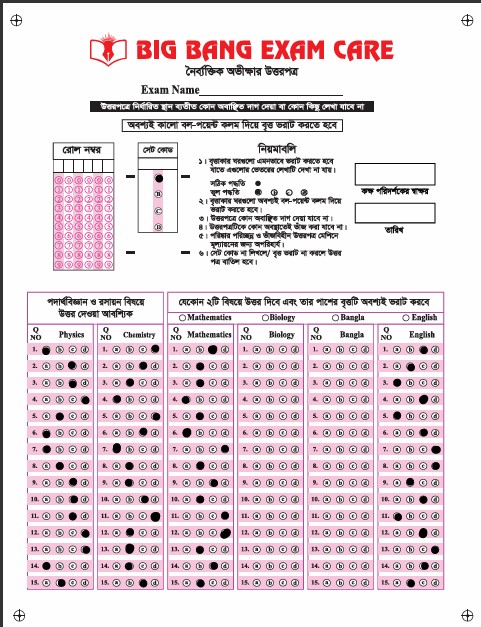 BIG BANG EXAM CARE
নৈর্ব্যক্তিক অভীক্ষার উত্তরপত্র
Exam Name
উত্তরপত্রে নির্ধারিত স্থান ব্যতীত কোন অবাঞ্ছিত দাগ দেয়া বা কোন কিছু লেখা যাবে না
অবশ্যই কালো বল-পয়েন্ট কলম দিয়ে বৃত্ত ভরাট করতে হবে
রোল নম্বর
সেট কোড
নিয়মাবলি
১। বৃত্তাকার ঘরগুলো এমনভাবে ভরাট করতে হবে
যাতে এগুলোর ভেতরের লেখাটি দেখা না যায়।
সঠিক পদ্ধতি
ভুল পদ্ধতি
২। বৃত্তাকার ঘরগুলো অবশ্যই বল-পয়েন্ট কলম দিয়ে
ভরাট করতে হবে।
৩। উত্তরপত্রে কোন অবাঞ্ছিত দাগ দেয়া যাবে না।
৪। উত্তরপত্রটিকে কোন অবস্থাতেই ভাঁজ করা যাবে না।
৫। পরিষ্কার পরিচ্ছন্ন ও ভাঁজবিহীন উত্তরপত্র মেশিনে
মূল্যায়নের জন্য অপরিহার্য।
৬। সেট কোড না লিখলে/ বৃত্ত ভরাট না করলে উত্তর
পত্র বাতিল হবে।
কক্ষ পরিদর্শকের স্বাক্ষর
তারিখ
পদার্থবিজ্ঞান ও রসায়ন বিষয়ে
উত্তর দেওয়া আবশ্যিক
যেকোন ২টি বিষয়ে উত্তর দিবে এবং তার পাশের বৃত্তটি অবশ্যই ভরাট করবে
Mathematics Biology Bangla English
Q NO Physics Q NO Chemistry Q NO Mathematics Q NO Biology Q NO Bangla Q NO English
1. b c d 1. a b c 1. a b d 1. a b c d 1. a b c d 1. a b d
2. a b d 2. a b d 2. a c d 2. a b c d 2. a b c d 2. a c d
3. a b d 3. a c d 3. a c d 3. a b c d 3. a b c d 3. b c d
4. a b c 4. b c d 4. b c d 4. a b c d 4. a b c d 4. a b d
5. a c d 5. a b c 5. a c d 5. a b c d 5. a b c d 5. b c d
6. b c d 6. a b d 6. b c d 6. a b c d 6. a b c d 6. a b d
7. b c d 7. b c d 7. a b c 7. a b c d 7. a b c d 7. a b c
8. a c d 8. a c d 8. a c d 8. a b c d 8. a b c d 8. a b c
9. a b d 9. a c d 9. a b d 9. a b c d 9. a b c d 9. a c d
10. a b d 10. a b d 10. a c d 10. a b c d 10. a b c d 10. a b d
11. a b d 11. a b c 11. a b c 11. a b c d 11. a b c d 11. b c d
12. a b c 12. a c d 12. a b c 12. a b c d 12. a b c d 12. a b d
13. a b c 13. a c d 13. a c d 13. a b c d 13. a b c d 13. a b c
14. b c d 14. a c d 14. a b d 14. a b c d 14. a b c d 14. a b d
15. a c d 15. a b d 15. a c d 15. a b c d 15. a b c d 15. a c d